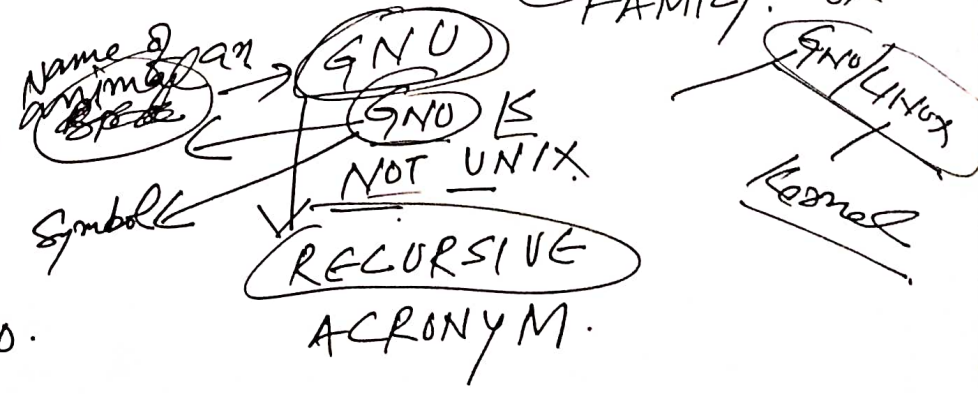 FAMILY.
Name of an animal
GNU
GNU IS
NOT UNIX.
Symbol
RECURSIVE
ACRONYM.
GNU/LINUX
Kernel